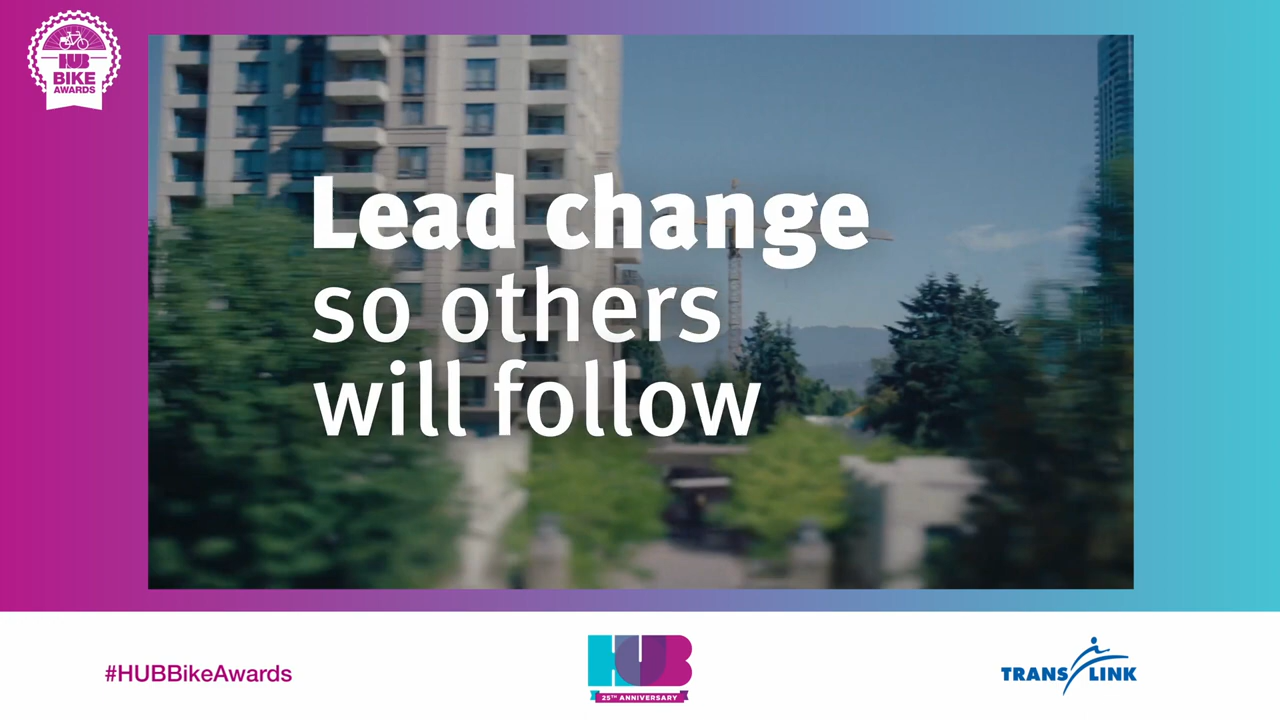 HUB
BIKE
AWARDS
Lead change
so others
will follow
#HUBBikeAwards
HUB
25TH ANNIVERSARY
TRANSLINK